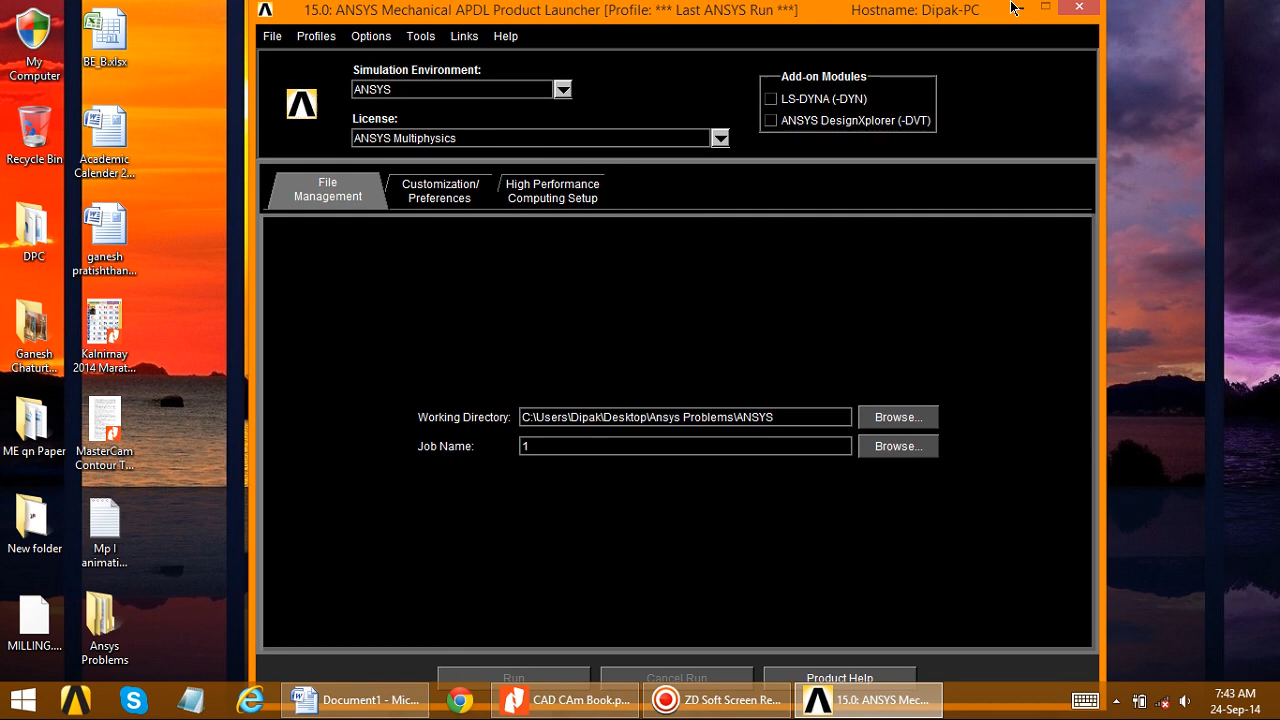 15.0: ANSYS Mechanical APDL Product Launcher [Profile: *** Last ANSYS Run ***] Hostname: Dipak-PC
File Profiles Options Tools Links Help
Simulation Environment:
ANSYS
License:
ANSYS Multiphysics
Add-on Modules
LS-DYNA (-DYN)
ANSYS DesignXplorer (-DVT)
File
Management
Customization/
Preferences
High Performance
Computing Setup
Working Directory: C:\Users\Dipak\Desktop\Ansys Problems\ANSYS Browse...
Job Name: 1 Browse...
Run Cancel Run Product Help
My
Computer
BE_B.xlsx
Recycle Bin
Academic
Calender 2...
DPC
ganesh
pratishthan...
Ganesh
Chaturt...
Kalnirnay
2014 Marat...
ME qn Paper
MasterCam
Contour T...
New folder
Mp I
animati...
MILLING....
Ansys
Problems
Document1 - Mic...
CAD CAm Book.p...
ZD Soft Screen Re...
15.0: ANSYS Mec...
7:43 AM
24-Sep-14